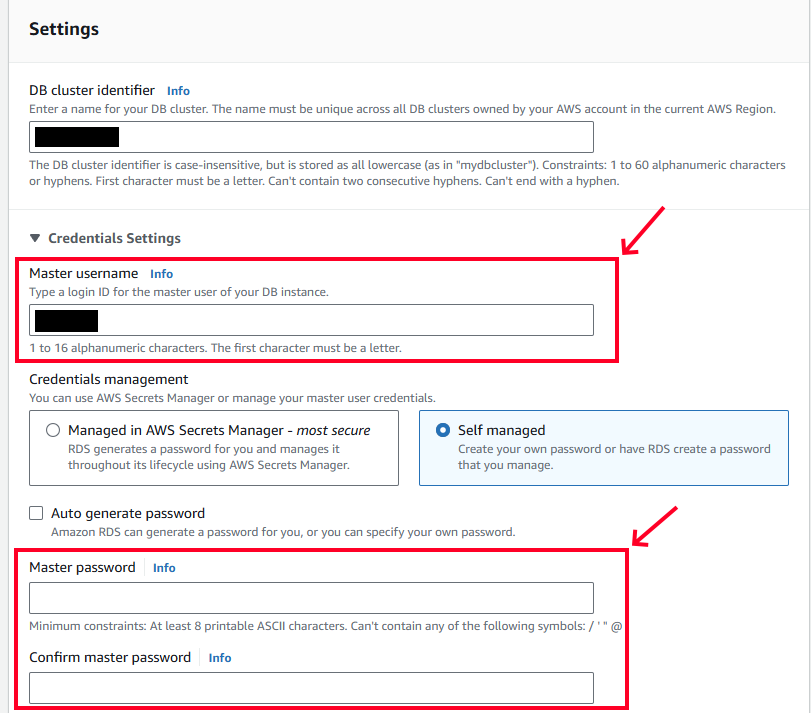 Settings
DB cluster identifier Info
Enter a name for your DB cluster. The name must be unique across all DB clusters owned by your AWS account in the current AWS Region.
The DB cluster identifier is case-insensitive, but is stored as all lowercase (as in "mydbcluster"). Constraints: 1 to 60 alphanumeric characters
or hyphens. First character must be a letter. Can't contain two consecutive hyphens. Can't end with a hyphen.
▼ Credentials Settings
Master username Info
Type a login ID for the master user of your DB instance.
1 to 16 alphanumeric characters. The first character must be a letter.
Credentials management
You can use AWS Secrets Manager or manage your master user credentials.
Managed in AWS Secrets Manager - most secure
RDS generates a password for you and manages it
throughout its lifecycle using AWS Secrets Manager.
Self managed
Create your own password or have RDS create a password
that you manage.
Auto generate password
Amazon RDS can generate a password for you, or you can specify your own password.
Master password Info
Minimum constraints: At least 8 printable ASCII characters. Can't contain any of the following symbols: / ' " @
Confirm master password Info